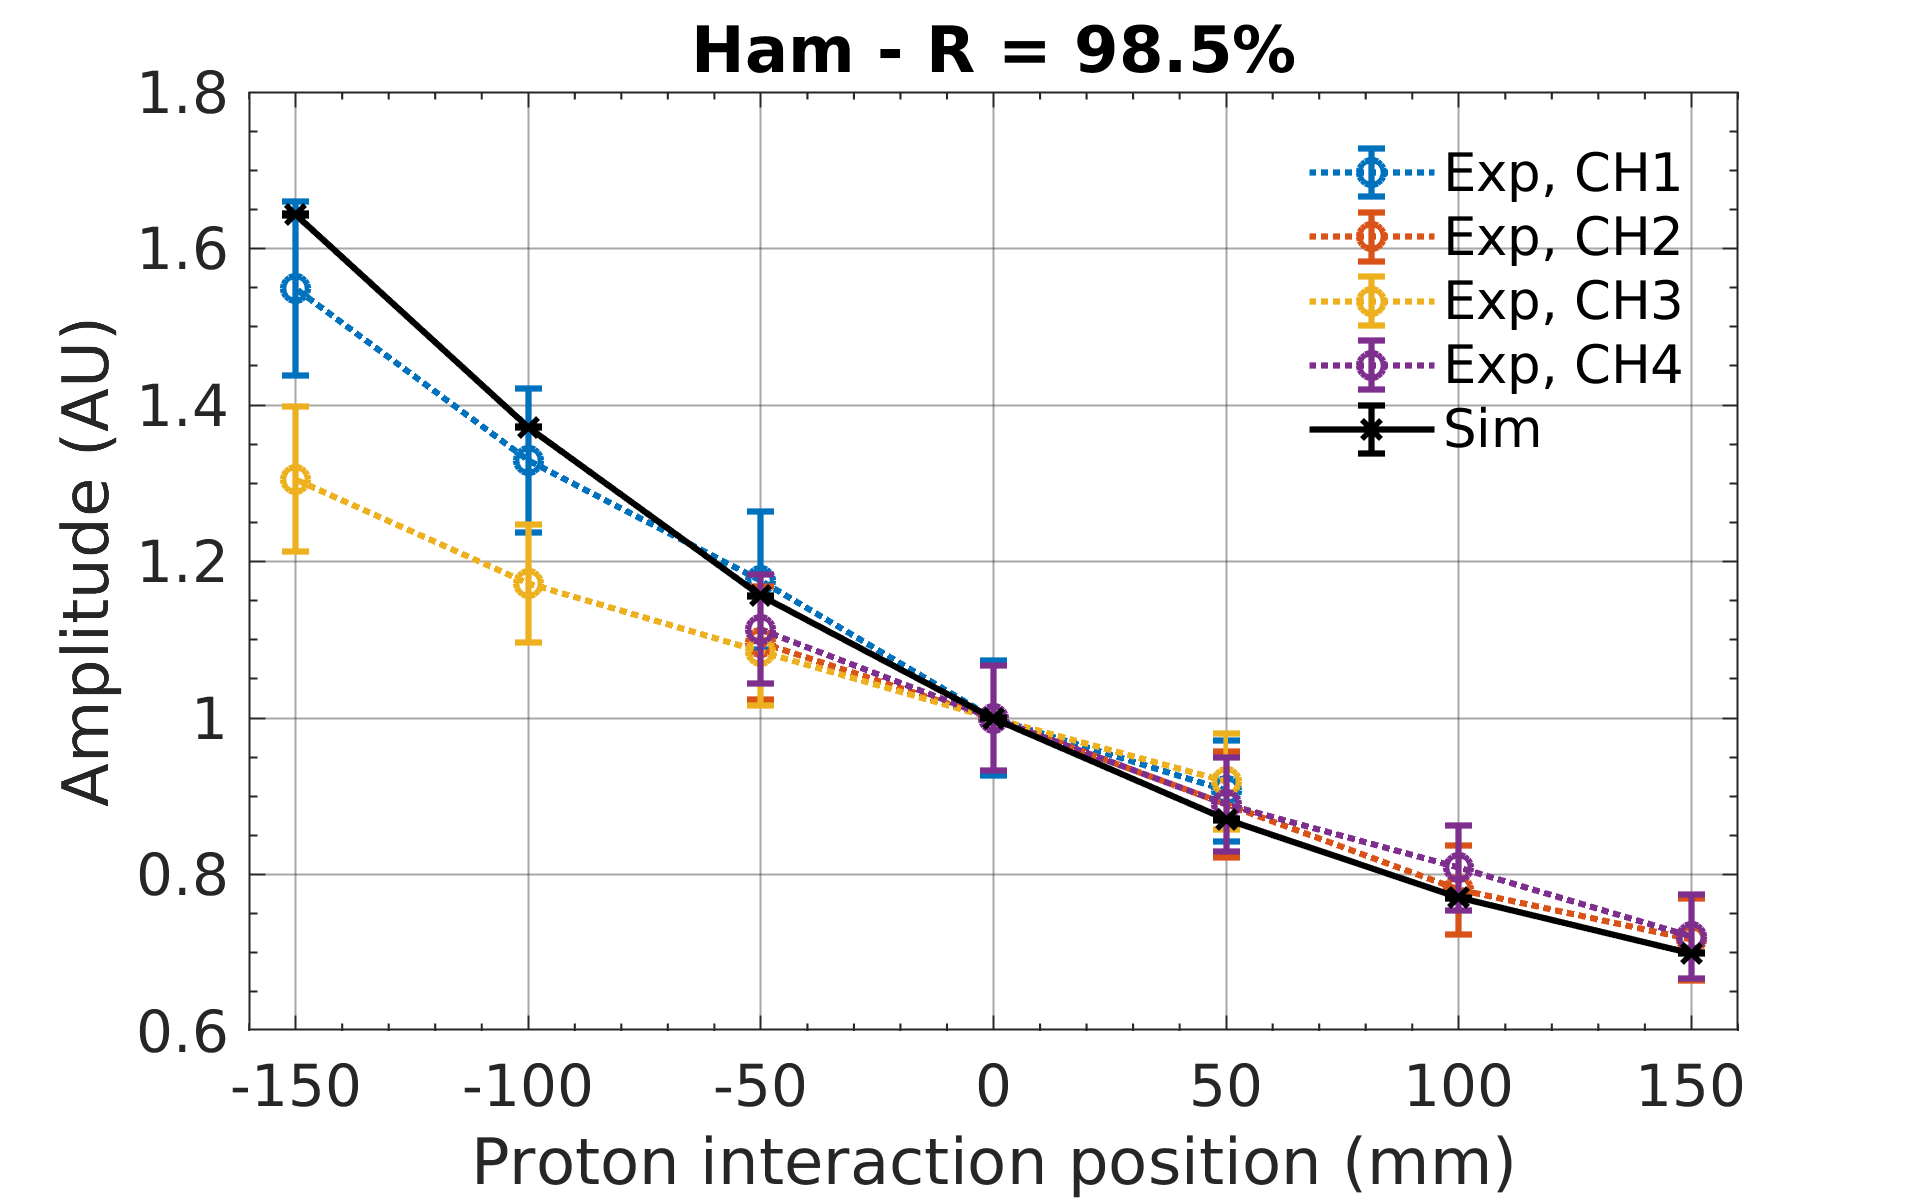 Ham - R = 98.5%
1.8
1.6
1.4
1.2
1
0.8
0.6
Amplitude (AU)
Exp, CH1
Exp, CH2
Exp, CH3
Exp, CH4
Sim
-150 -100 -50 0 50 100 150
Proton interaction position (mm)